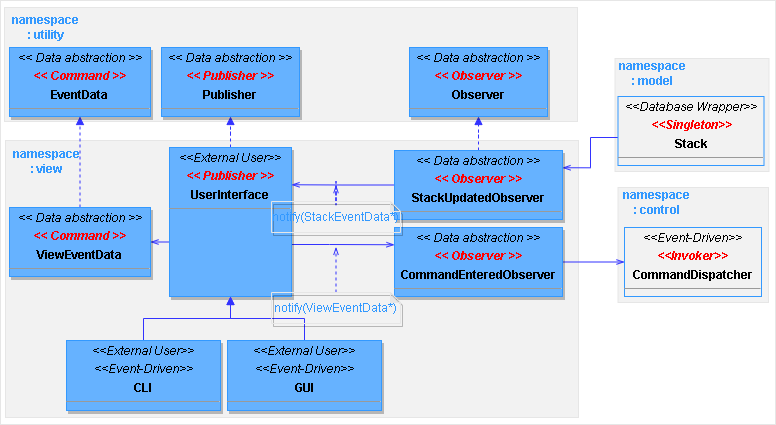 namespace
: utility
<< Data abstraction >>
<< Command >>
EventData
<< Data abstraction >>
<< Publisher >>
Publisher
<< Data abstraction >>
<< Observer >>
Observer
namespace
: model
<<Database Wrapper>>
<<Singleton>>
Stack
namespace
: view
<<External User>>
<< Publisher >>
UserInterface
<< Data abstraction >>
<< Observer >>
StackUpdatedObserver
notify(StackEventData*)
namespace
: control
<< Data abstraction >>
<< Command >>
ViewEventData
<< Data abstraction >>
<< Observer >>
CommandEnteredObserver
<<Event-Driven>>
<<Invoker>>
CommandDispatcher
notify(ViewEventData*)
<<External User>>
<<Event-Driven>>
CLI
<<External User>>
<<Event-Driven>>
GUI